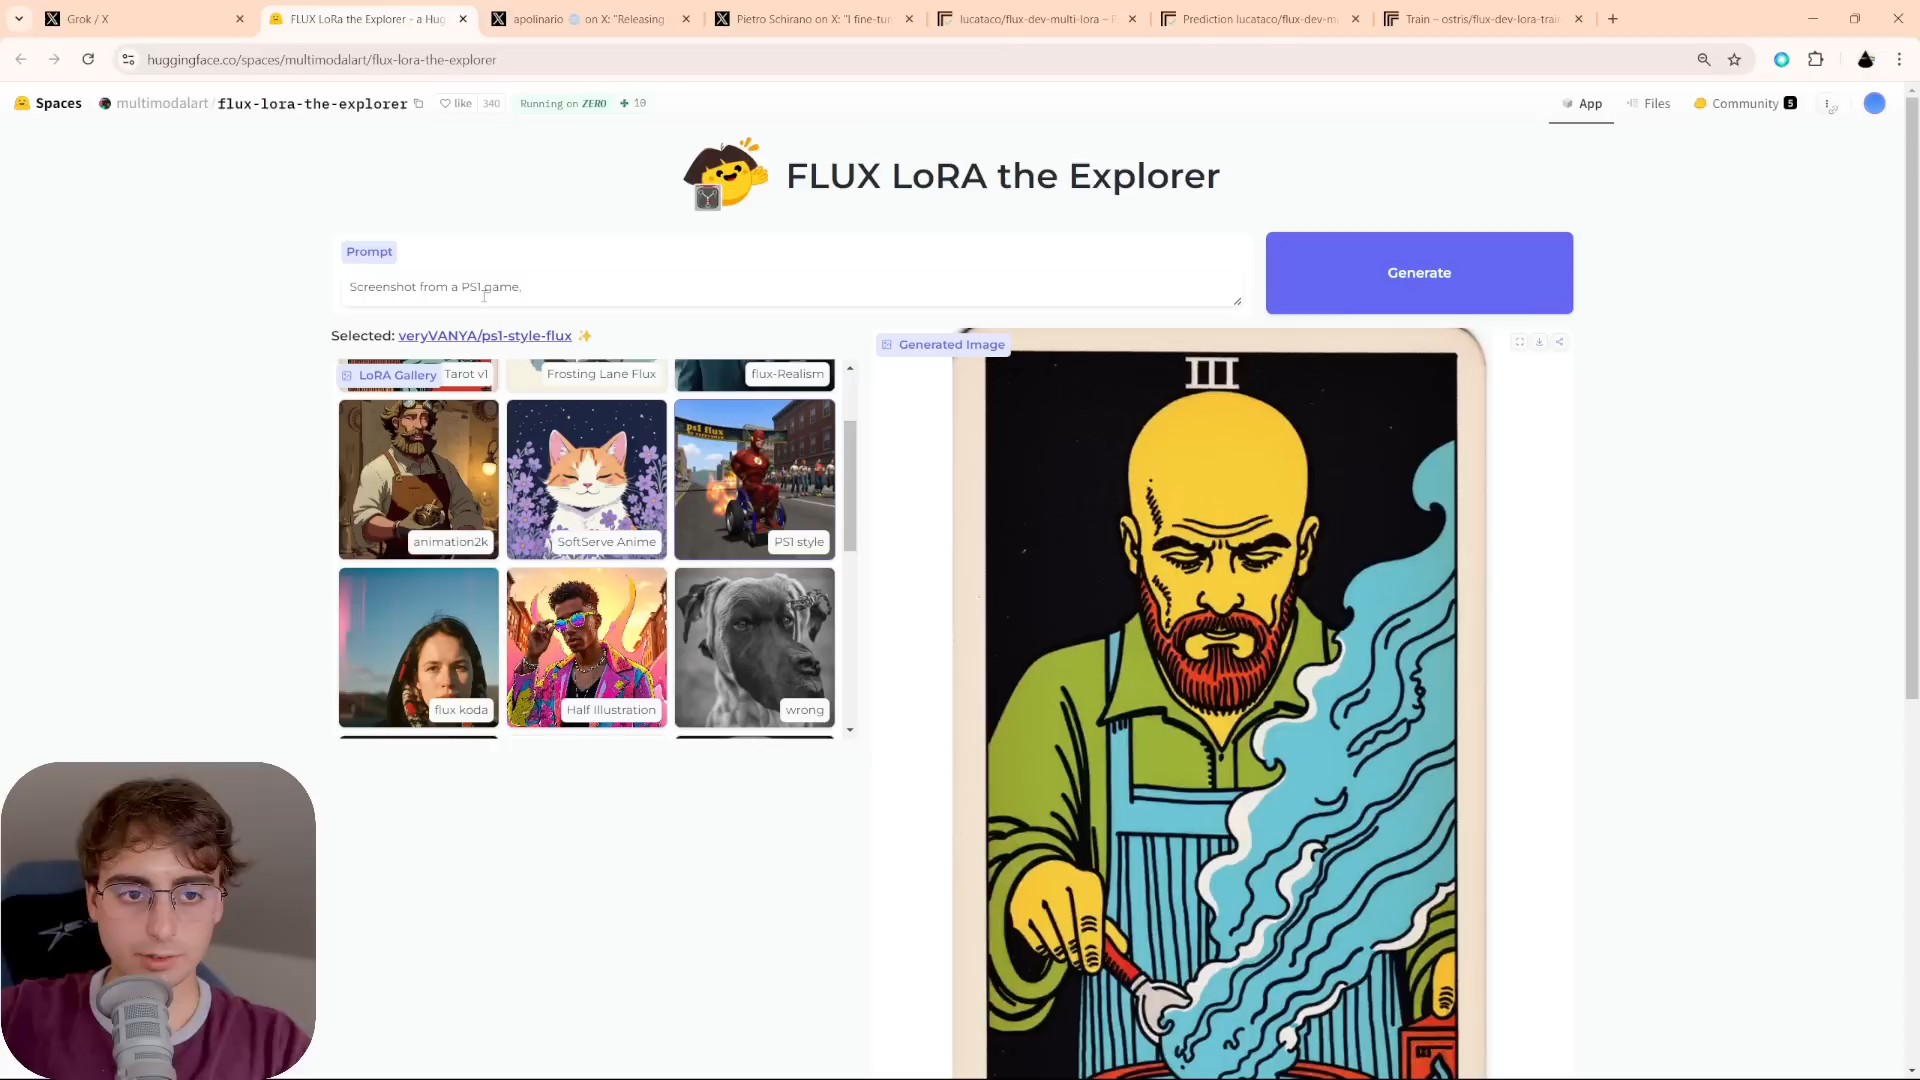 Grok / X
FLUX LoRa the Explorer - a Hug
apolinario on X: "Releasing
Pietro Schirano on X: "I fine-tun
lucataco/flux-dev-multi-lora – F
Prediction lucataco/flux-dev-m
Train – ostris/flux-dev-lora-trai
huggingface.co/spaces/multimodalart/flux-lora-the-explorer
Spaces
multimodalart / flux-lora-the-explorer
like 340
Running on ZERO
10
App
Files
Community 5
FLUX LoRA the Explorer
Prompt
Screenshot from a PS1 game,
Generate
Selected: veryVANYA/ps1-style-flux ✨
LoRA Gallery
Tarot v1
Frosting Lane Flux
flux-Realism
Generated Image
III
ps1 flux
animation2k
SoftServe Anime
PS1 style
flux koda
Half Illustration
wrong